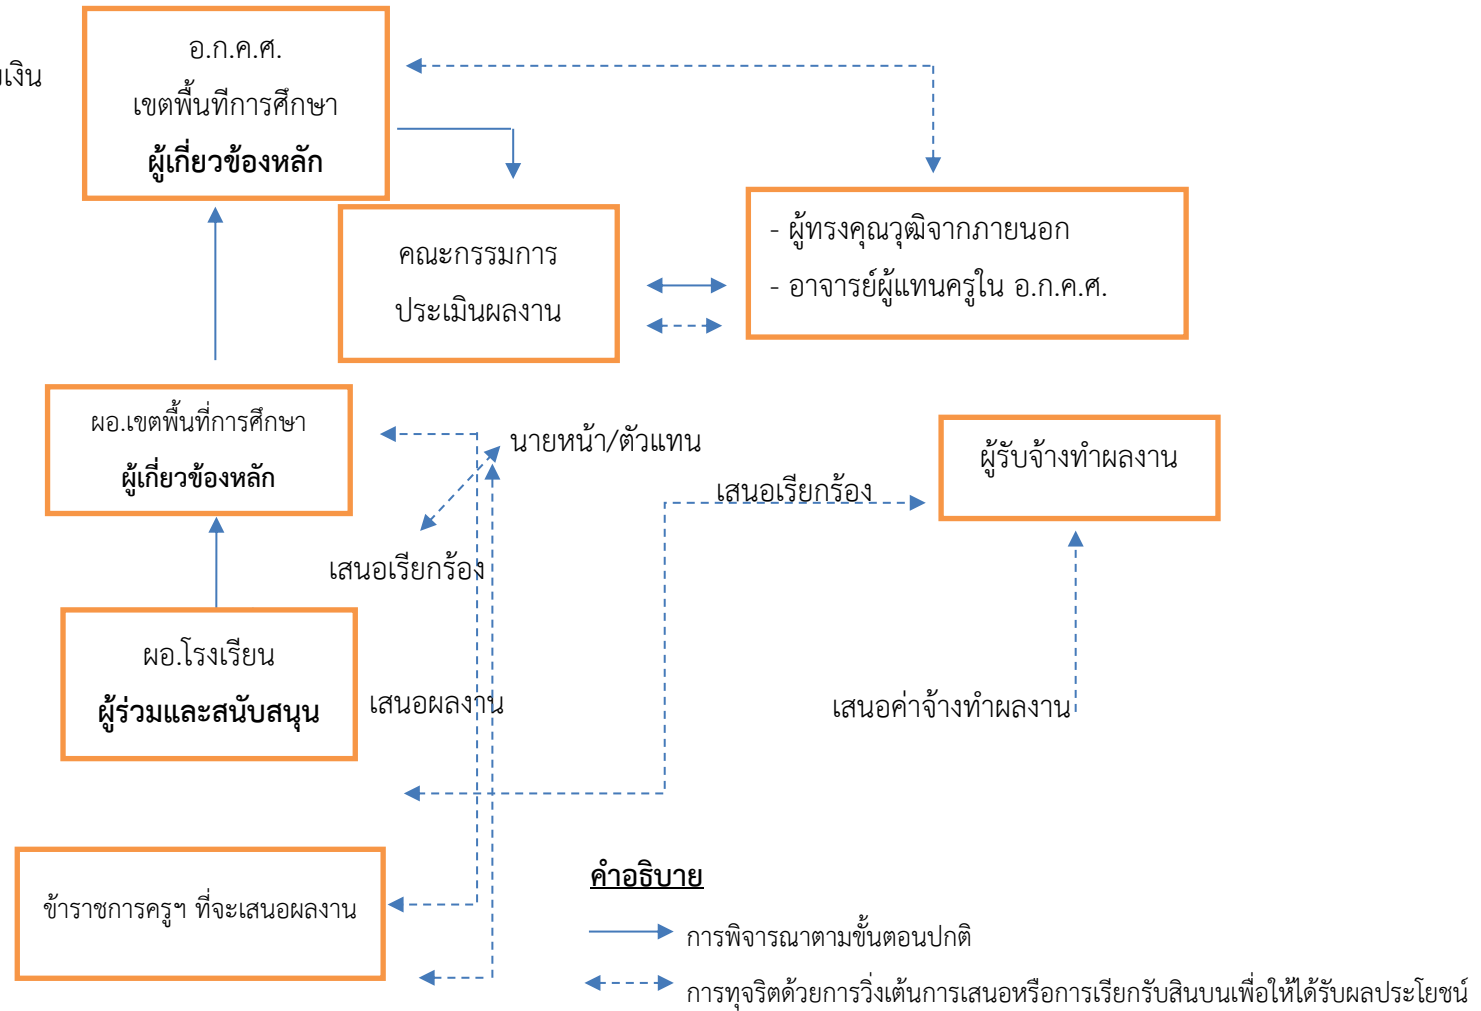 อ.ก.ค.ศ.
เขตพื้นที่การศึกษา
ผู้เกี่ยวข้องหลัก
คณะกรรมการ
ประเมินผลงาน
- ผู้ทรงคุณวุฒิจากภายนอก
- อาจารย์ผู้แทนครูใน อ.ก.ค.ศ.
ผอ.เขตพื้นที่การศึกษา
ผู้เกี่ยวข้องหลัก
นายหน้า/ตัวแทน
ผู้รับจ้างทำผลงาน
เสนอเรียกร้อง
เสนอเรียกร้อง
ผอ.โรงเรียน
ผู้ร่วมและสนับสนุน
เสนอผลงาน
เสนอค่าจ้างทำผลงาน
ข้าราชการครูฯ ที่จะเสนอผลงาน
คำอธิบาย
การพิจารณาตามขั้นตอนปกติ
การทุจริตด้วยการวิ่งเต้นการเสนอหรือการเรียกรับสินบนเพื่อให้ได้รับผลประโยชน์